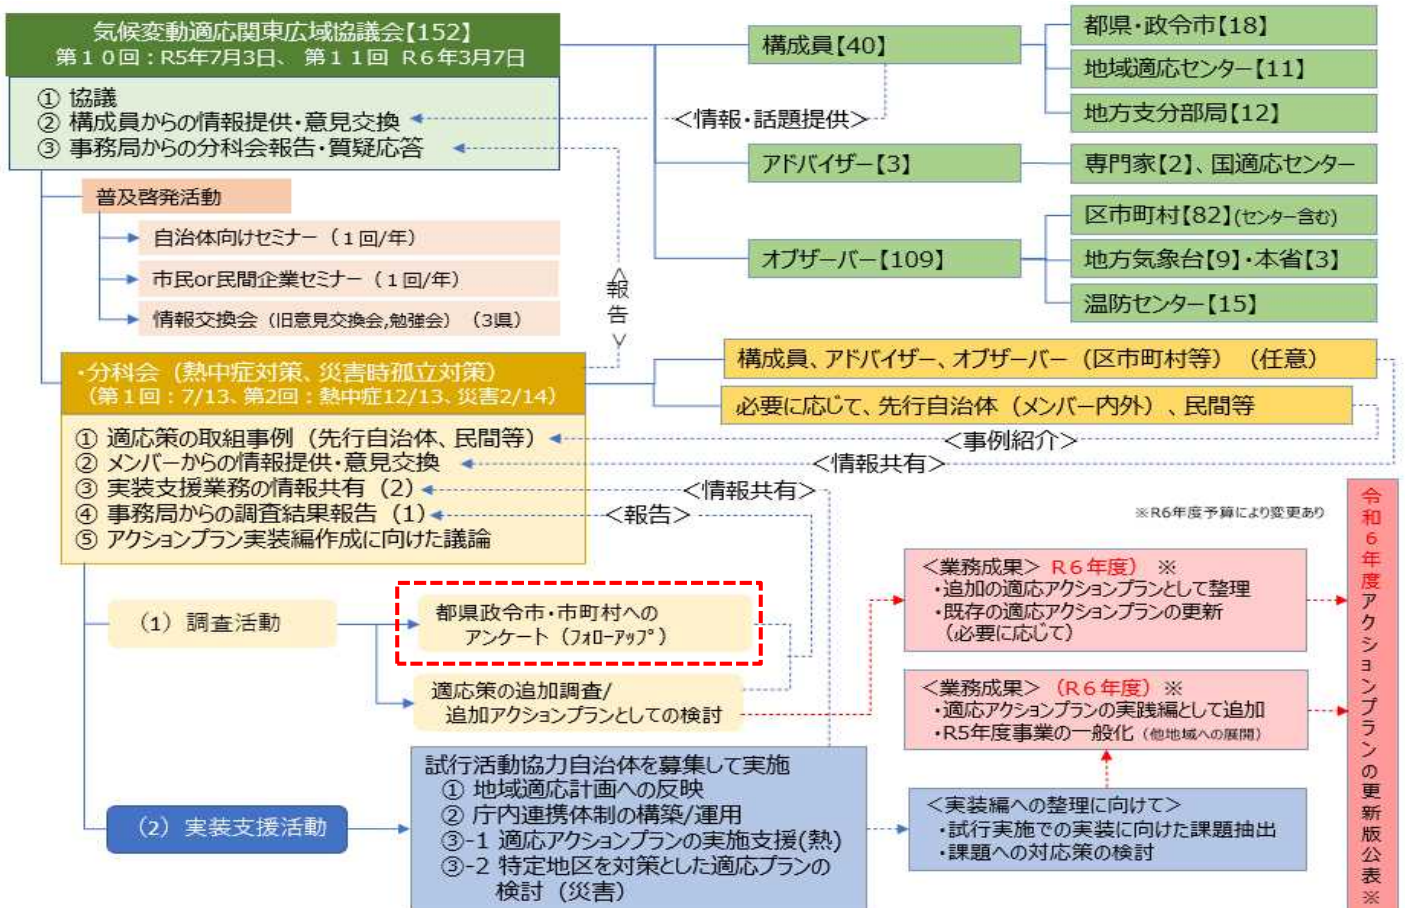 気候変動適応関東広域協議会【152】
第１０回：R5年7月3日、 第１１回 R６年3月7日
① 協議
② 構成員からの情報提供・意見交換
③ 事務局からの分科会報告・質疑応答
＜情報・話題提供＞
構成員【40】
都県・政令市【18】
地域適応センター【11】
地方支分部局【12】
アドバイザー【3】
専門家【2】、国適応センター
オブザーバー【109】
区市町村【82】(センター含む)
地方気象台【9】・本省【3】
温防センター【15】
普及啓発活動
自治体向けセミナー（１回/年）
市民or民間企業セミナー（１回/年）
情報交換会（旧意見交換会,勉強会）（3県）
＜報告＞
・分科会（熱中症対策、災害時孤立対策）
（第１回：7/13、第2回：熱中症12/13、災害2/14）
① 適応策の取組事例（先行自治体、民間等）
② メンバーからの情報提供・意見交換
③ 実装支援業務の情報共有（2）
④ 事務局からの調査結果報告（1）
⑤ アクションプラン実装編作成に向けた議論
構成員、アドバイザー、オブザーバー（区市町村等）（任意）
必要に応じて、先行自治体（メンバー内外）、民間等
＜事例紹介＞
＜情報共有＞
＜情報共有＞
＜報告＞
※R6年度予算により変更あり
（1）調査活動
都県政令市・市町村への
アンケート（ﾌｫﾛｰｱｯﾌﾟ）
適応策の追加調査/
追加アクションプランとしての検討
（2）実装支援活動
試行活動協力自治体を募集して実施
① 地域適応計画への反映
② 庁内連携体制の構築/運用
③-1 適応アクションプランの実施支援(熱)
③-2 特定地区を対策とした適応プランの
検討（災害）
＜業務成果＞ R６年度） ※
・追加の適応アクションプランとして整理
・既存の適応アクションプランの更新
（必要に応じて）
＜業務成果＞（R６年度） ※
・適応アクションプランの実践編として追加
・R5年度事業の一般化（他地域への展開）
＜実装編への整理に向けて＞
・試行実施での実装に向けた課題抽出
・課題への対応策の検討
令和６年度アクションプランの更新版公表※